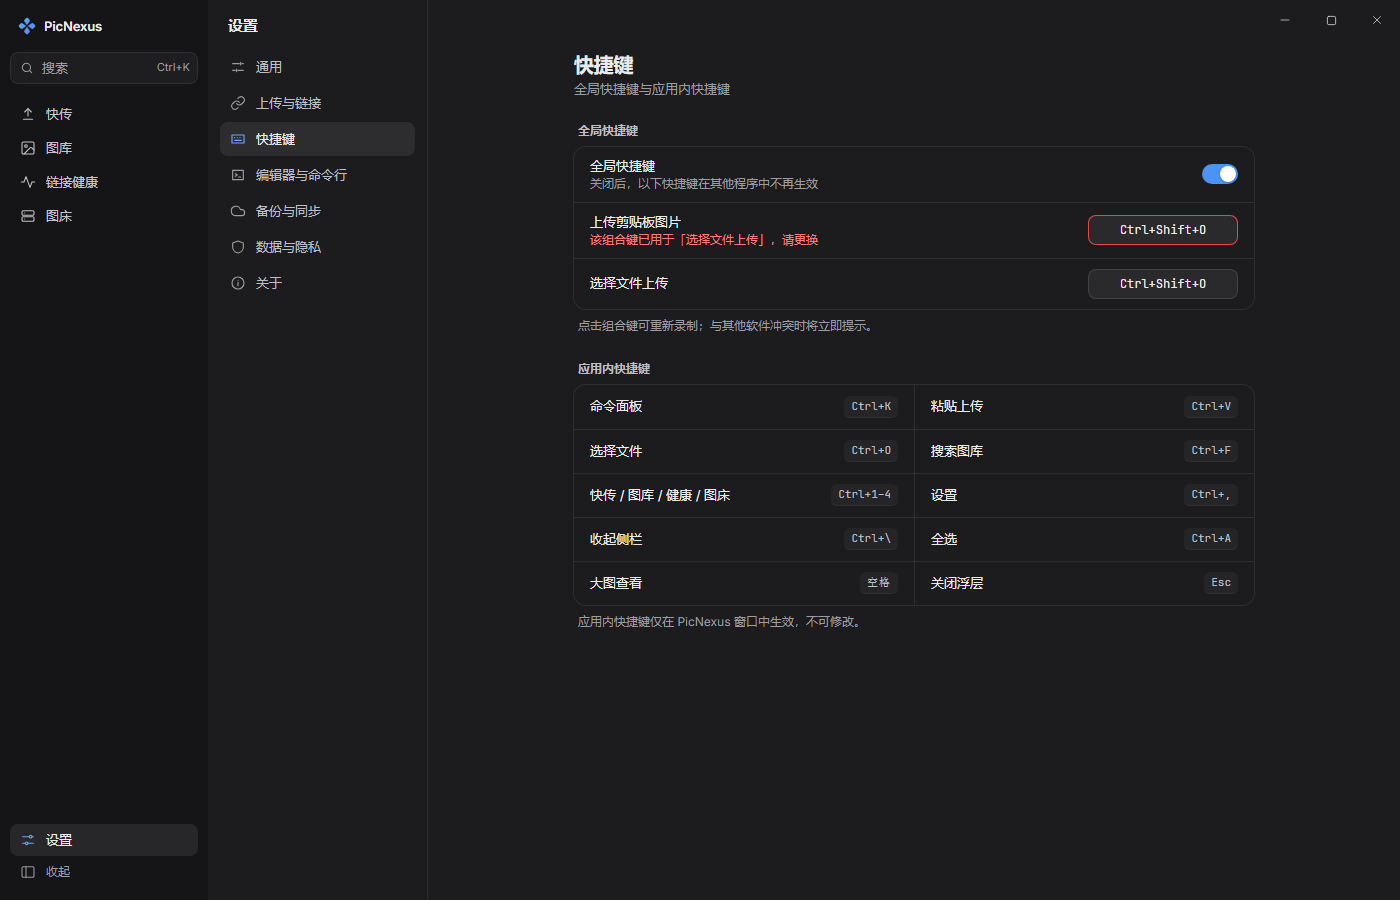 PicNexus
搜索 Ctrl+K
快传
图库
链接健康
图床
设置
收起
设置
通用
上传与链接
快捷键
编辑器与命令行
备份与同步
数据与隐私
关于
快捷键
全局快捷键与应用内快捷键
全局快捷键
全局快捷键
关闭后，以下快捷键在其他程序中不再生效
上传剪贴板图片
该组合键已用于「选择文件上传」，请更换
Ctrl+Shift+O
选择文件上传 Ctrl+Shift+O
点击组合键可重新录制；与其他软件冲突时将立即提示。
应用内快捷键
命令面板 Ctrl+K 粘贴上传 Ctrl+V
选择文件 Ctrl+O 搜索图库 Ctrl+F
快传 / 图库 / 健康 / 图床 Ctrl+1-4 设置 Ctrl+,
收起侧栏 Ctrl+\ 全选 Ctrl+A
大图查看 空格 关闭浮层 Esc
应用内快捷键仅在 PicNexus 窗口中生效，不可修改。